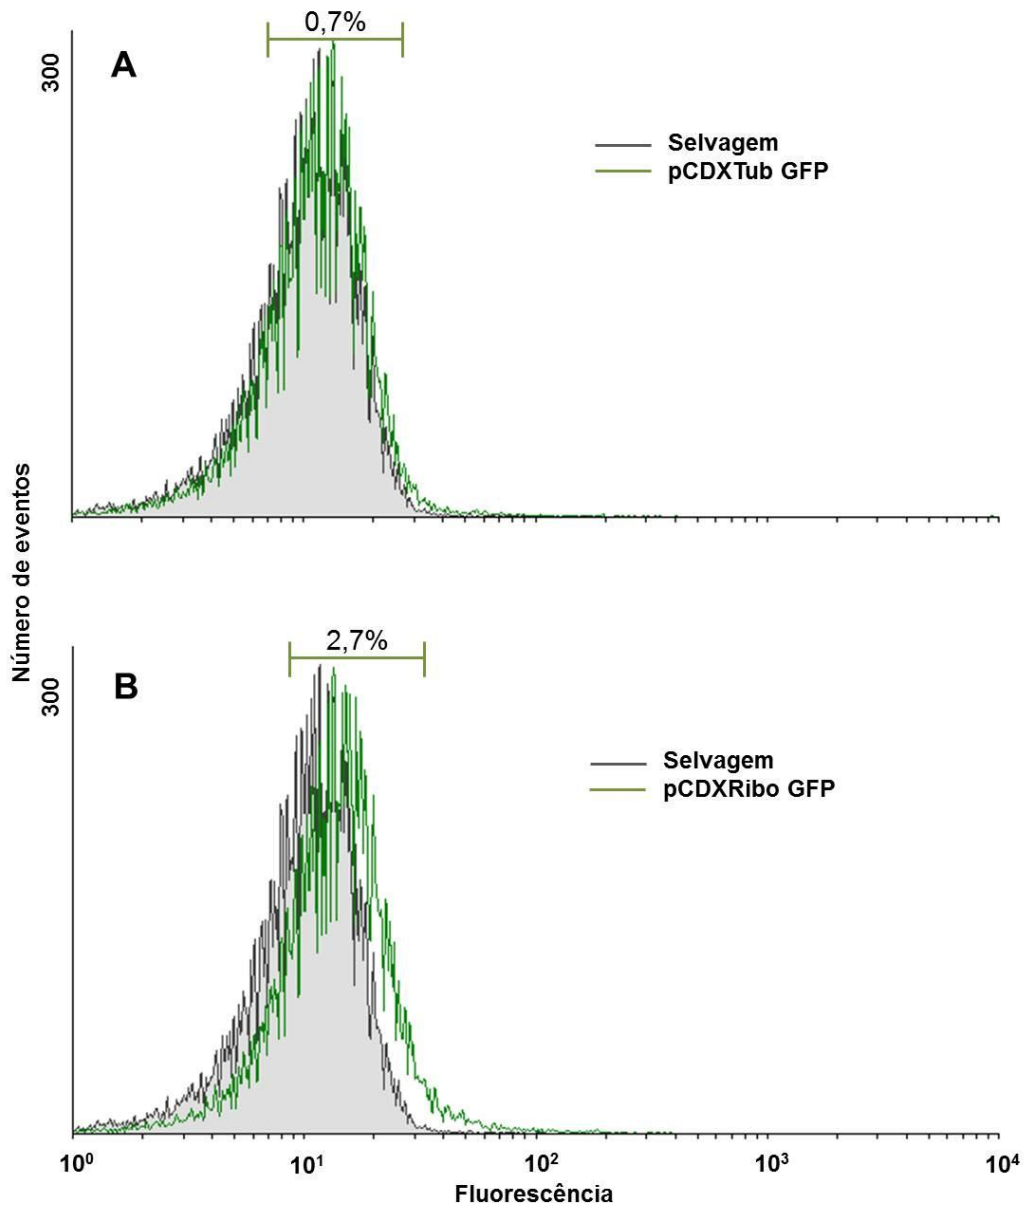 0,7%
A
300
Selvagem
pCDXTub GFP
Número de eventos
2,7%
B
300
Selvagem
pCDXRibo GFP
10⁰ 10¹ 10² 10³ 10⁴
Fluorescência